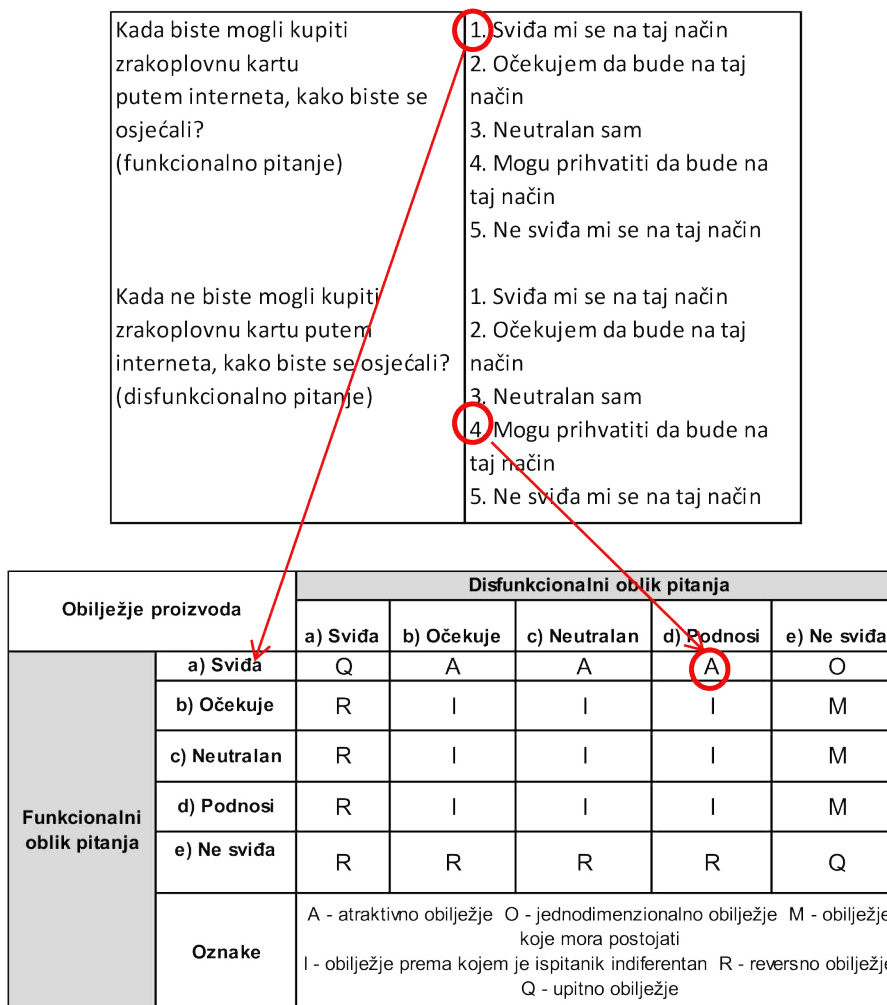 Kada biste mogli kupiti
zrakoplovnu kartu
putem interneta, kako biste se
osjećali?
(funkcionalno pitanje)
1. Sviđa mi se na taj način
2. Očekujem da bude na taj
način
3. Neutralan sam
4. Mogu prihvatiti da bude na
taj način
5. Ne sviđa mi se na taj način
Kada ne biste mogli kupiti
zrakoplovnu kartu putem
interneta, kako biste se osjećali?
(disfunkcionalno pitanje)
1. Sviđa mi se na taj način
2. Očekujem da bude na taj
način
3. Neutralan sam
4. Mogu prihvatiti da bude na
taj način
5. Ne sviđa mi se na taj način
Obilježje proizvoda
Disfunkcionalni oblik pitanja
a) Sviđa b) Očekuje c) Neutralan d) Podnosi e) Ne sviđa
Funkcionalni
oblik pitanja
a) Sviđa Q A A A O
b) Očekuje R I I I M
c) Neutralan R I I I M
d) Podnosi R I I I M
e) Ne sviđa R R R R Q
Oznake
A - atraktivno obilježje O - jednodimenzionalno obilježje M - obilježje
koje mora postojati
I - obilježje prema kojem je ispitanik indiferentan R - reversno obilježje
Q - upitno obilježje